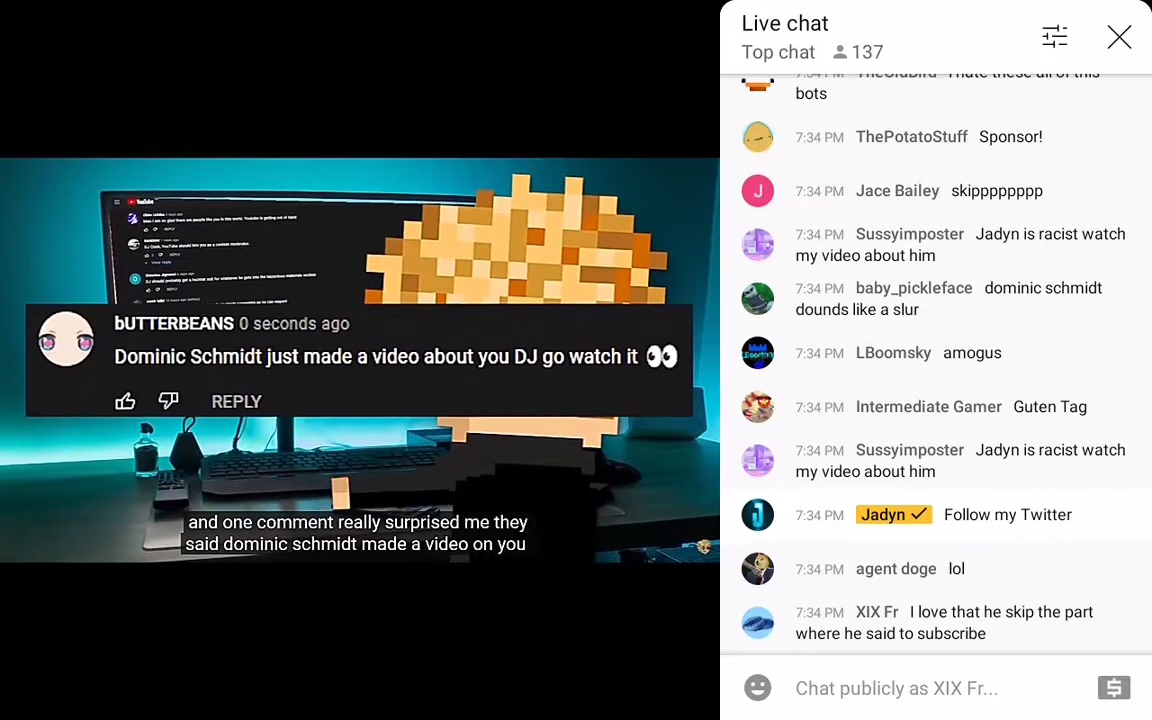 YouTube
REPLY
REPLY
View reply
REPLY
bUTTERBEANS 0 seconds ago
Dominic Schmidt just made a video about you DJ go watch it 👀
REPLY
and one comment really surprised me they
said dominic schmidt made a video on you
Live chat
Top chat 137
7:34 PM TheOldBird I hate these all of this
bots
7:34 PM ThePotatoStuff Sponsor!
J
7:34 PM Jace Bailey skipppppppp
7:34 PM Sussyimposter Jadyn is racist watch
my video about him
7:34 PM baby_pickleface dominic schmidt
dounds like a slur
7:34 PM LBoomsky amogus
7:34 PM Intermediate Gamer Guten Tag
7:34 PM Sussyimposter Jadyn is racist watch
my video about him
J
7:34 PM Jadyn ✓ Follow my Twitter
7:34 PM agent doge lol
7:34 PM XIX Fr I love that he skip the part
where he said to subscribe
Chat publicly as XIX Fr...
$